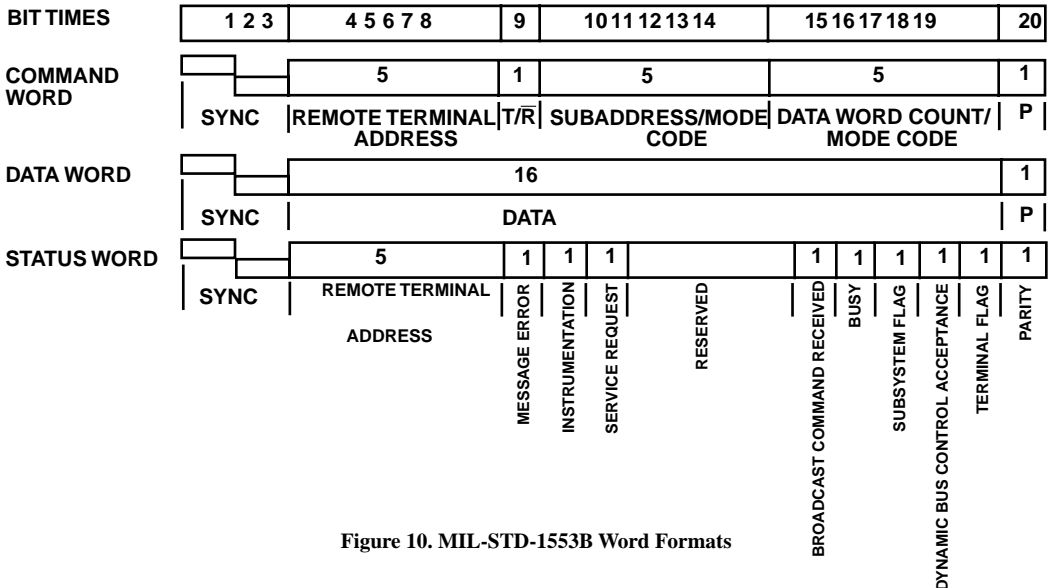 BIT TIMES
1 2 3 4 5 6 7 8 9 10 11 12 13 14 15 16 17 18 19 20
COMMAND WORD
5 1 5 5 1
SYNC REMOTE TERMINAL ADDRESS T/R̅ SUBADDRESS/MODE CODE DATA WORD COUNT/ MODE CODE P
DATA WORD
16 1
SYNC DATA P
STATUS WORD
5 1 1 1 1 1 1 1 1 1
SYNC
REMOTE TERMINAL
ADDRESS
MESSAGE ERROR
INSTRUMENTATION
SERVICE REQUEST
RESERVED
BROADCAST COMMAND RECEIVED
BUSY
SUBSYSTEM FLAG
DYNAMIC BUS CONTROL ACCEPTANCE
TERMINAL FLAG
PARITY
Figure 10. MIL-STD-1553B Word Formats